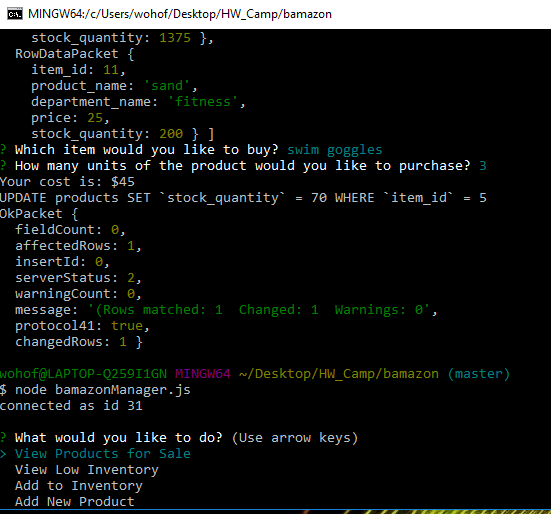 MINGW64:/c/Users/wohof/Desktop/HW_Camp/bamazon
stock_quantity: 1375 },
RowDataPacket {
item_id: 11,
product_name: 'sand',
department_name: 'fitness',
price: 25,
stock_quantity: 200 } ]
? Which item would you like to buy? swim goggles
? How many units of the product would you like to purchase? 3
Your cost is: $45
UPDATE products SET `stock_quantity` = 70 WHERE `item_id` = 5
OkPacket {
fieldCount: 0,
affectedRows: 1,
insertId: 0,
serverStatus: 2,
warningCount: 0,
message: '(Rows matched: 1  Changed: 1  Warnings: 0',
protocol41: true,
changedRows: 1 }
wohof@LAPTOP-Q259I1GN MINGW64 ~/Desktop/HW_Camp/bamazon (master)
$ node bamazonManager.js
connected as id 31
? What would you like to do? (Use arrow keys)
> View Products for Sale
View Low Inventory
Add to Inventory
Add New Product